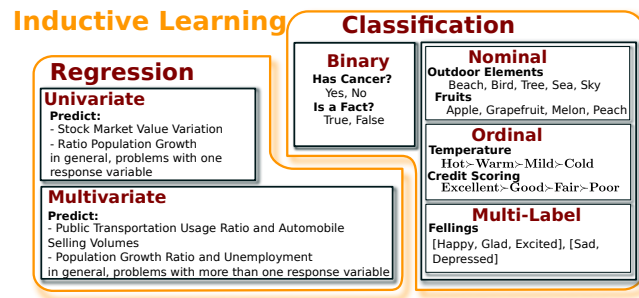 Inductive Learning
Classification
Regression
Univariate
Predict:
- Stock Market Value Variation
- Ratio Population Growth
in general, problems with one
response variable
Multivariate
Predict:
- Public Transportation Usage Ratio and Automobile
Selling Volumes
- Population Growth Ratio and Unemployment
in general, problems with more than one response variable
Binary
Has Cancer?
Yes, No
Is a Fact?
True, False
Nominal
Outdoor Elements
Beach, Bird, Tree, Sea, Sky
Fruits
Apple, Grapefruit, Melon, Peach
Ordinal
Temperature
Hot≻Warm≻Mild≻Cold
Credit Scoring
Excellent≻Good≻Fair≻Poor
Multi-Label
Fellings
[Happy, Glad, Excited], [Sad,
Depressed]